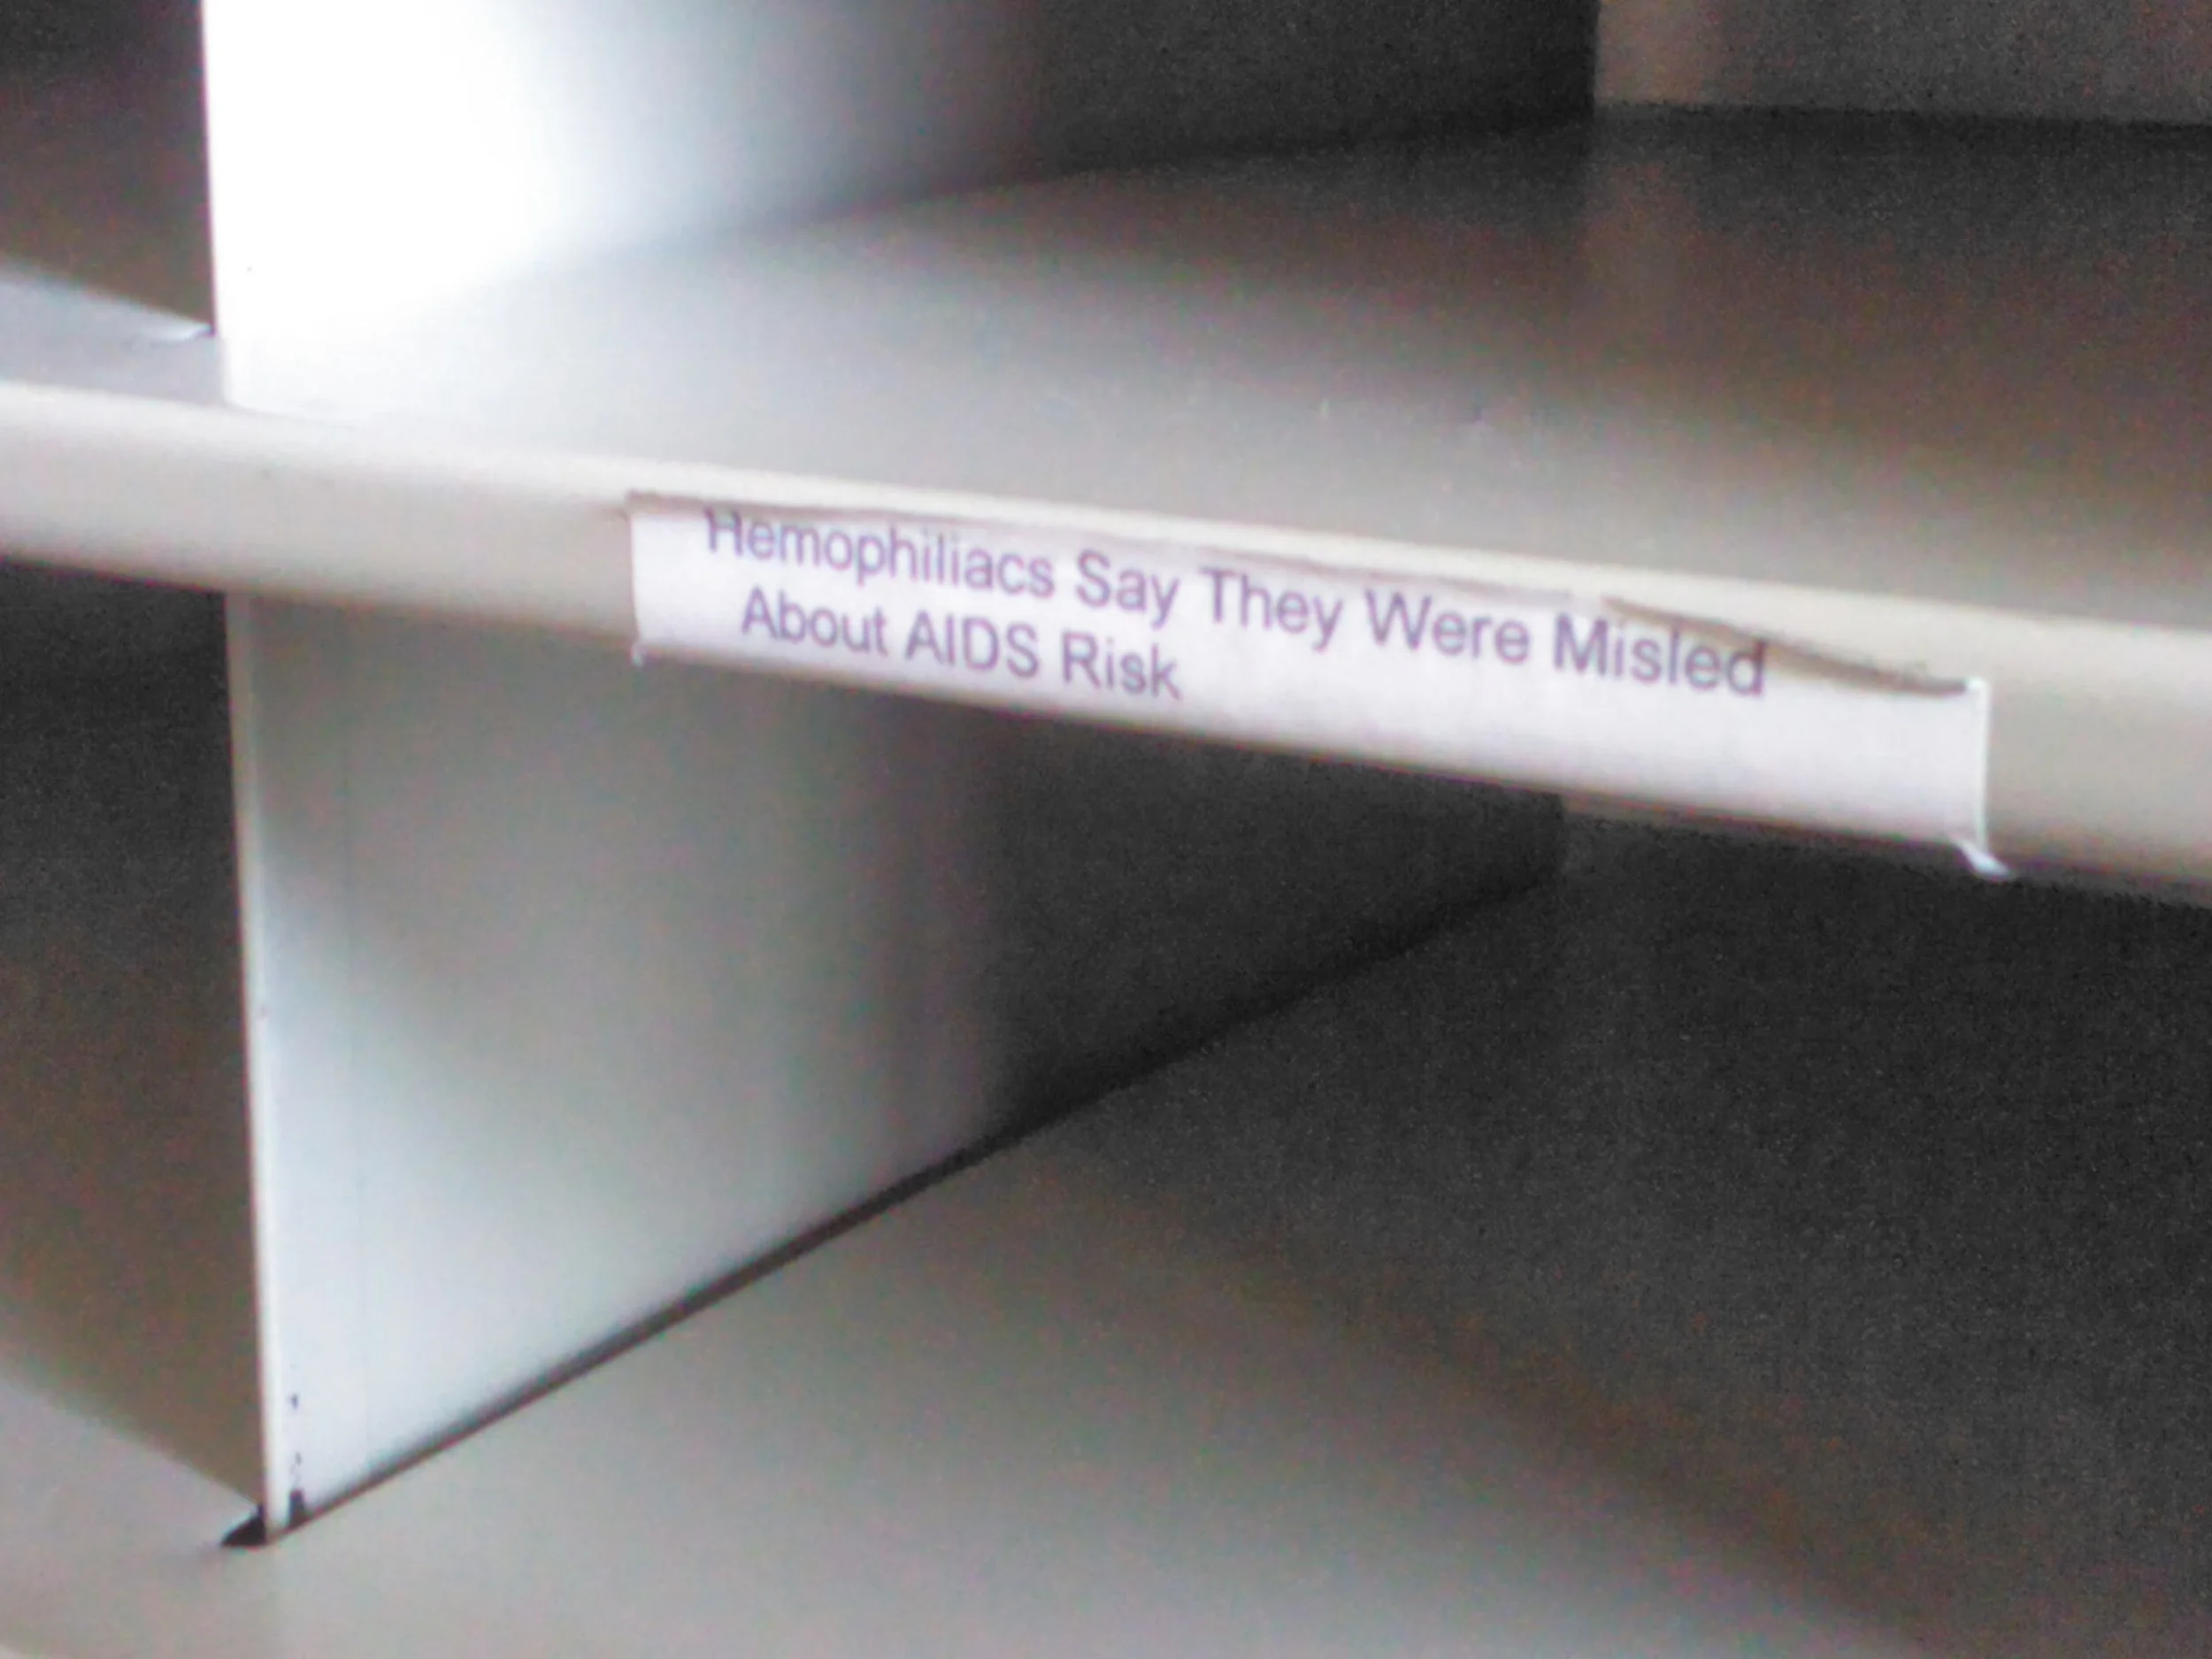 Hemophiliacs Say They Were Misled
About AIDS Risk